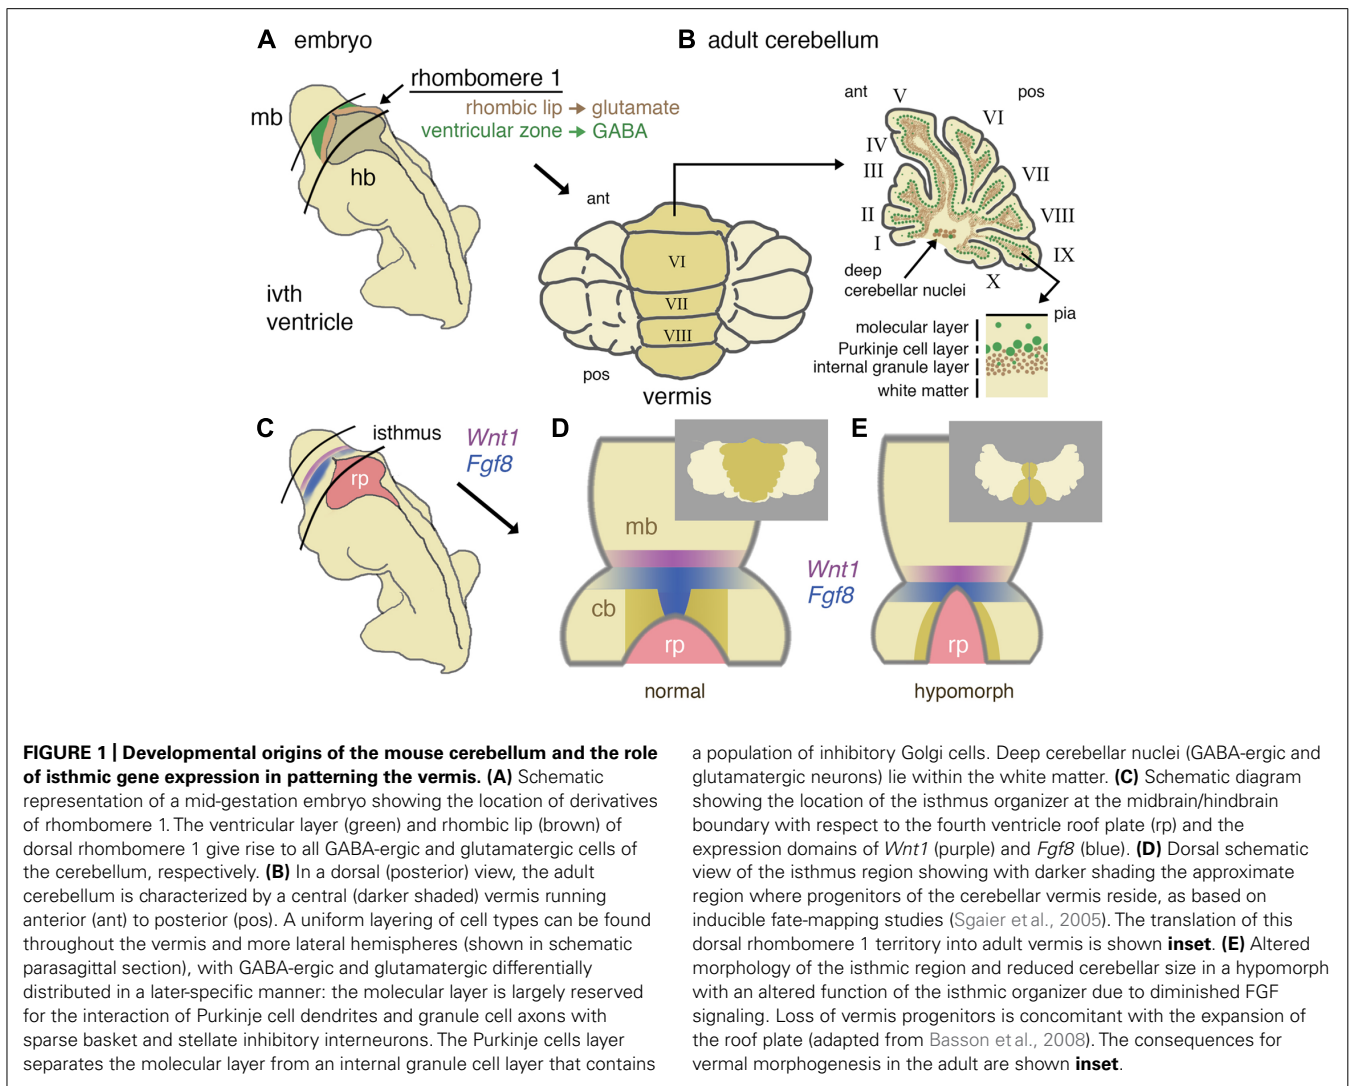 A embryo
rhombomere 1
rhombic lip → glutamate
ventricular zone → GABA
mb
hb
ivth
ventricle
B adult cerebellum
ant
pos
V
VI
IV
III
VII
II
VIII
I
IX
X
deep
cerebellar nuclei
pia
molecular layer
Purkinje cell layer
internal granule layer
white matter
ant
VI
VII
VIII
pos
vermis
C
isthmus
Wnt1
Fgf8
rp
D
mb
cb
rp
normal
E
Wnt1
Fgf8
rp
hypomorph
FIGURE 1 | Developmental origins of the mouse cerebellum and the role
of isthmic gene expression in patterning the vermis. (A) Schematic
representation of a mid-gestation embryo showing the location of derivatives
of rhombomere 1. The ventricular layer (green) and rhombic lip (brown) of
dorsal rhombomere 1 give rise to all GABA-ergic and glutamatergic cells of
the cerebellum, respectively. (B) In a dorsal (posterior) view, the adult
cerebellum is characterized by a central (darker shaded) vermis running
anterior (ant) to posterior (pos). A uniform layering of cell types can be found
throughout the vermis and more lateral hemispheres (shown in schematic
parasagittal section), with GABA-ergic and glutamatergic differentially
distributed in a later-specific manner: the molecular layer is largely reserved
for the interaction of Purkinje cell dendrites and granule cell axons with
sparse basket and stellate inhibitory interneurons. The Purkinje cells layer
separates the molecular layer from an internal granule cell layer that contains
a population of inhibitory Golgi cells. Deep cerebellar nuclei (GABA-ergic and
glutamatergic neurons) lie within the white matter. (C) Schematic diagram
showing the location of the isthmus organizer at the midbrain/hindbrain
boundary with respect to the fourth ventricle roof plate (rp) and the
expression domains of Wnt1 (purple) and Fgf8 (blue). (D) Dorsal schematic
view of the isthmus region showing with darker shading the approximate
region where progenitors of the cerebellar vermis reside, as based on
inducible fate-mapping studies (Sgaier et al., 2005). The translation of this
dorsal rhombomere 1 territory into adult vermis is shown inset. (E) Altered
morphology of the isthmic region and reduced cerebellar size in a hypomorph
with an altered function of the isthmic organizer due to diminished FGF
signaling. Loss of vermis progenitors is concomitant with the expansion of
the roof plate (adapted from Basson et al., 2008). The consequences for
vermal morphogenesis in the adult are shown inset.